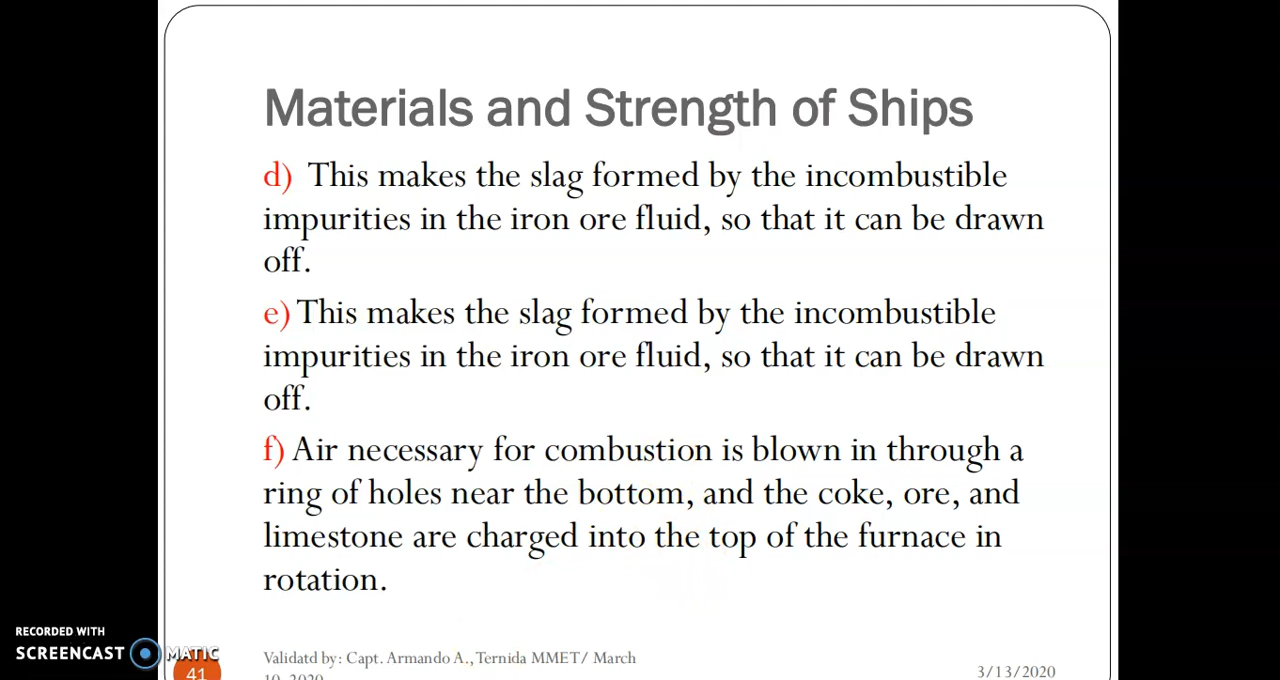 Materials and Strength of Ships
d) This makes the slag formed by the incombustible
impurities in the iron ore fluid, so that it can be drawn
off.
e) This makes the slag formed by the incombustible
impurities in the iron ore fluid, so that it can be drawn
off.
f) Air necessary for combustion is blown in through a
ring of holes near the bottom, and the coke, ore, and
limestone are charged into the top of the furnace in
rotation.
RECORDED WITH
SCREENCAST MATIC
41
Validatd by: Capt. Armando A., Ternida MMET/ March
10, 2020
3/13/2020